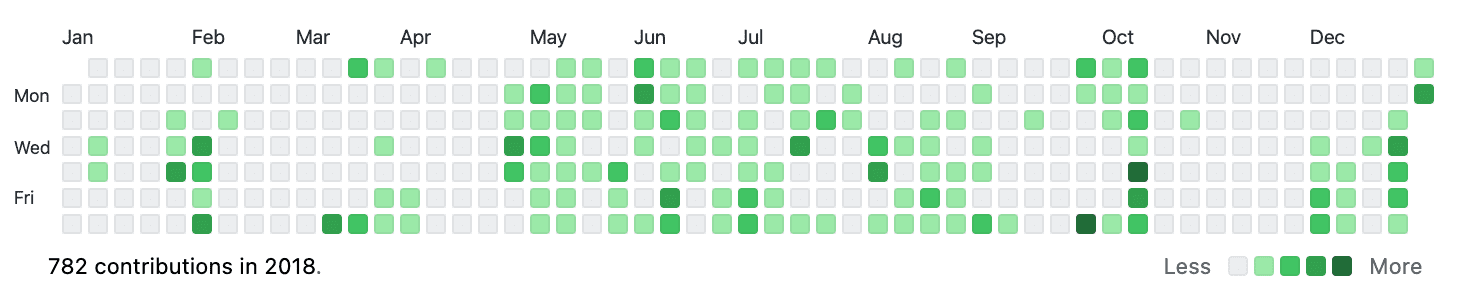 Jan Feb Mar Apr May Jun Jul Aug Sep Oct Nov Dec
Mon
Wed
Fri
782 contributions in 2018. Less More